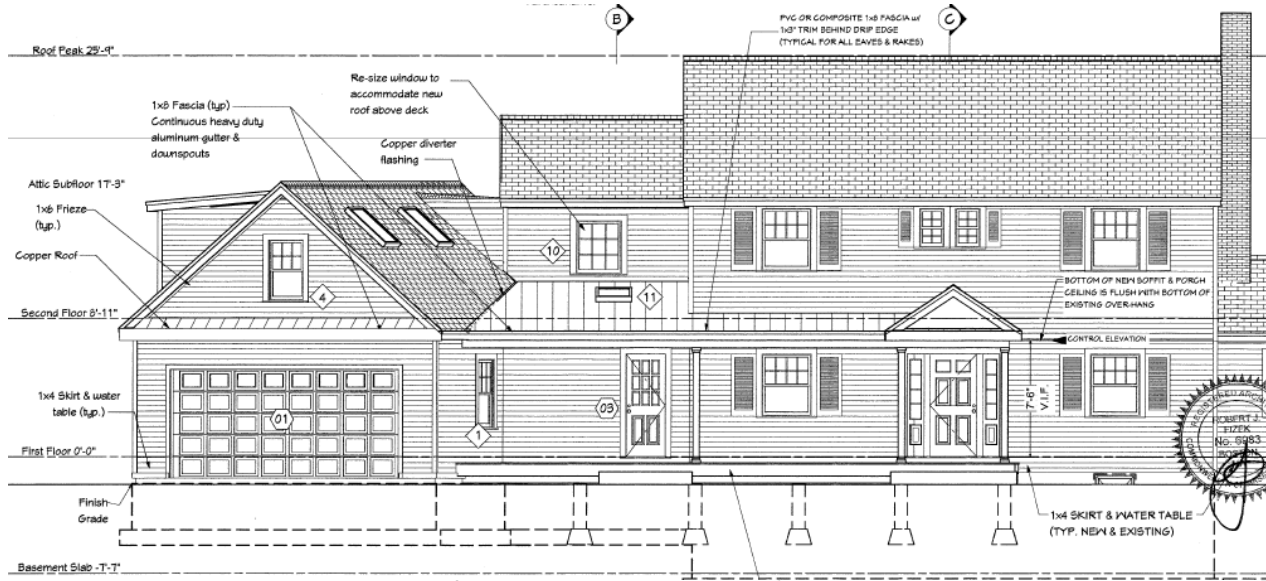 B
C
PVC OR COMPOSITE 1x8 FASCIA w/
1x3" TRIM BEHIND DRIP EDGE
(TYPICAL FOR ALL EAVES & RAKES)
Roof Peak 25'-9"
Re-size window to
accommodate new
roof above deck
1x8 Fascia (typ)
Continuous heavy duty
aluminum gutter &
downspouts
Copper diverter
flashing
Attic Subfloor 17'-3"
1x6 Frieze
(typ.)
Copper Roof
10
4
11
BOTTOM OF NEW SOFFIT & PORCH
CEILING IS FLUSH WITH BOTTOM OF
EXISTING OVER-HANG
Second Floor 8'-11"
CONTROL ELEVATION
1x4 Skirt & water
table (typ.)
01
03
1
7'-6"
V.I.F.
REGISTERED
ROBERT J.
FIZEK
No. 6983
First Floor 0'-0"
Finish
Grade
1x4 SKIRT & WATER TABLE
(TYP. NEW & EXISTING)
Basement Slab -7'-7"